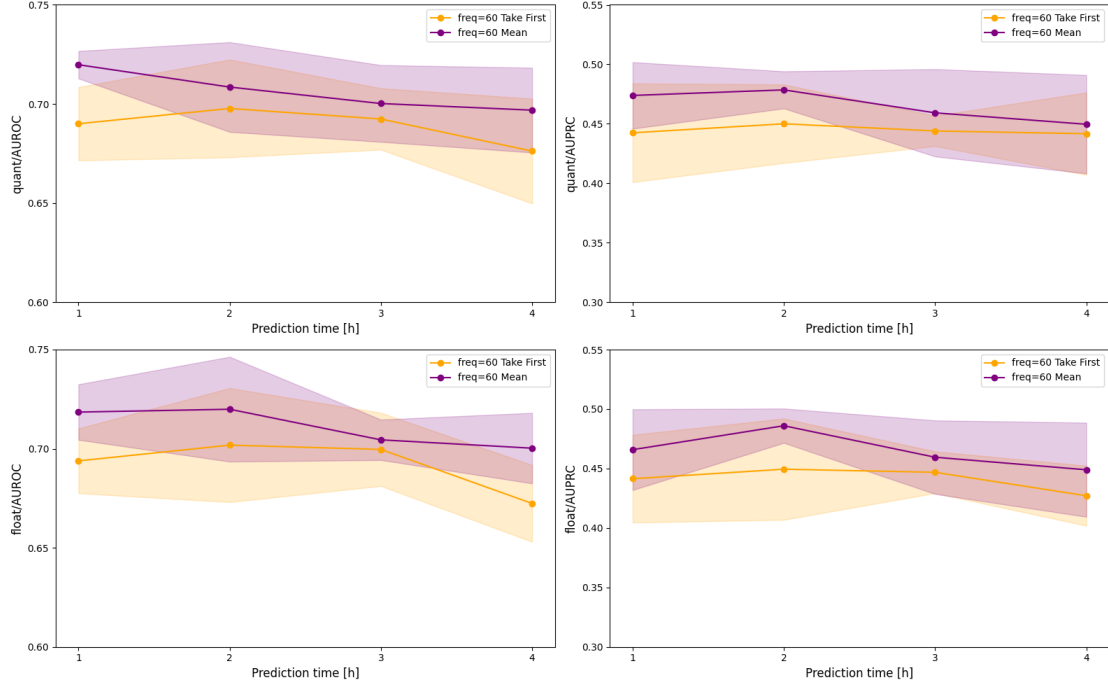 0.75
0.70
0.65
0.60
quant/AUROC
freq=60 Take First
freq=60 Mean
1 2 3 4
Prediction time [h]
0.55
0.50
0.45
0.40
0.35
0.30
quant/AUPRC
freq=60 Take First
freq=60 Mean
1 2 3 4
Prediction time [h]
0.75
0.70
0.65
0.60
float/AUROC
freq=60 Take First
freq=60 Mean
1 2 3 4
Prediction time [h]
0.55
0.50
0.45
0.40
0.35
0.30
float/AUPRC
freq=60 Take First
freq=60 Mean
1 2 3 4
Prediction time [h]